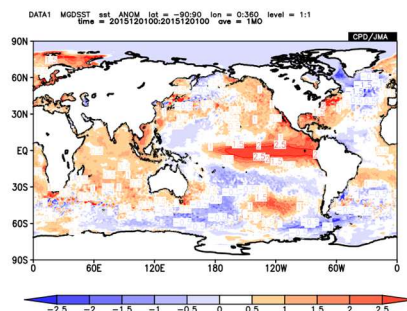 DATA1 MGDSST sst ANOM lat = -90:90 lon = 0:360 level = 1:1
time = 2015120100:2015120100 ave = 1MO
CPD/JMA
90N
60N
30N
EQ
30S
60S
90S
0 60E 120E 180 120W 60W 0
-2.5 -2 -1.5 -1 -0.5 0 0.5 1 1.5 2 2.5